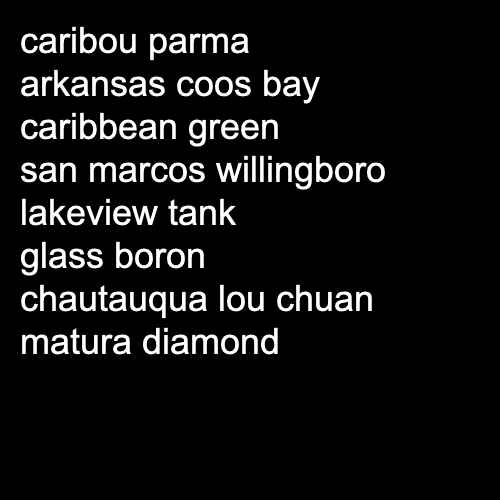 caribou parma
arkansas coos bay
caribbean green
san marcos willingboro
lakeview tank
glass boron
chautauqua lou chuan
matura diamond